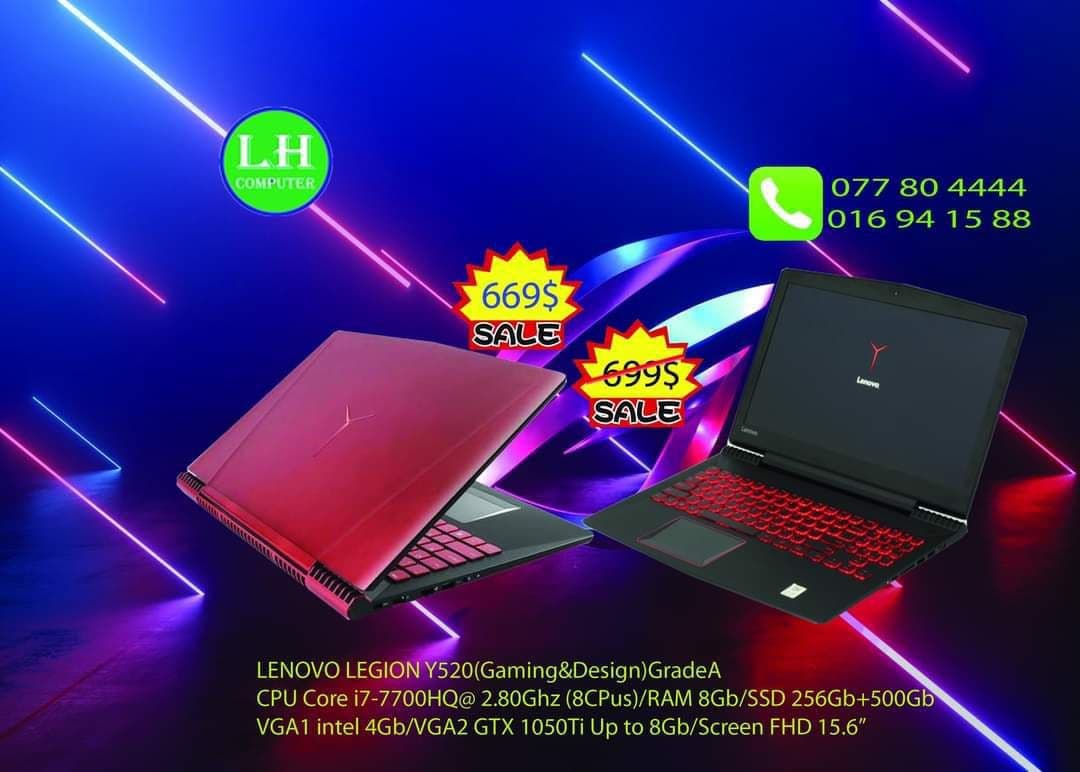 L.H
COMPUTER
077 80 4444
016 94 15 88
669$
SALE
699$
SALE
Lenovo
Lenovo
LENOVO LEGION Y520(Gaming&Design)GradeA
CPU Core i7-7700HQ@ 2.80Ghz (8CPus)/RAM 8Gb/SSD 256Gb+500Gb
VGA1 intel 4Gb/VGA2 GTX 1050Ti Up to 8Gb/Screen FHD 15.6”